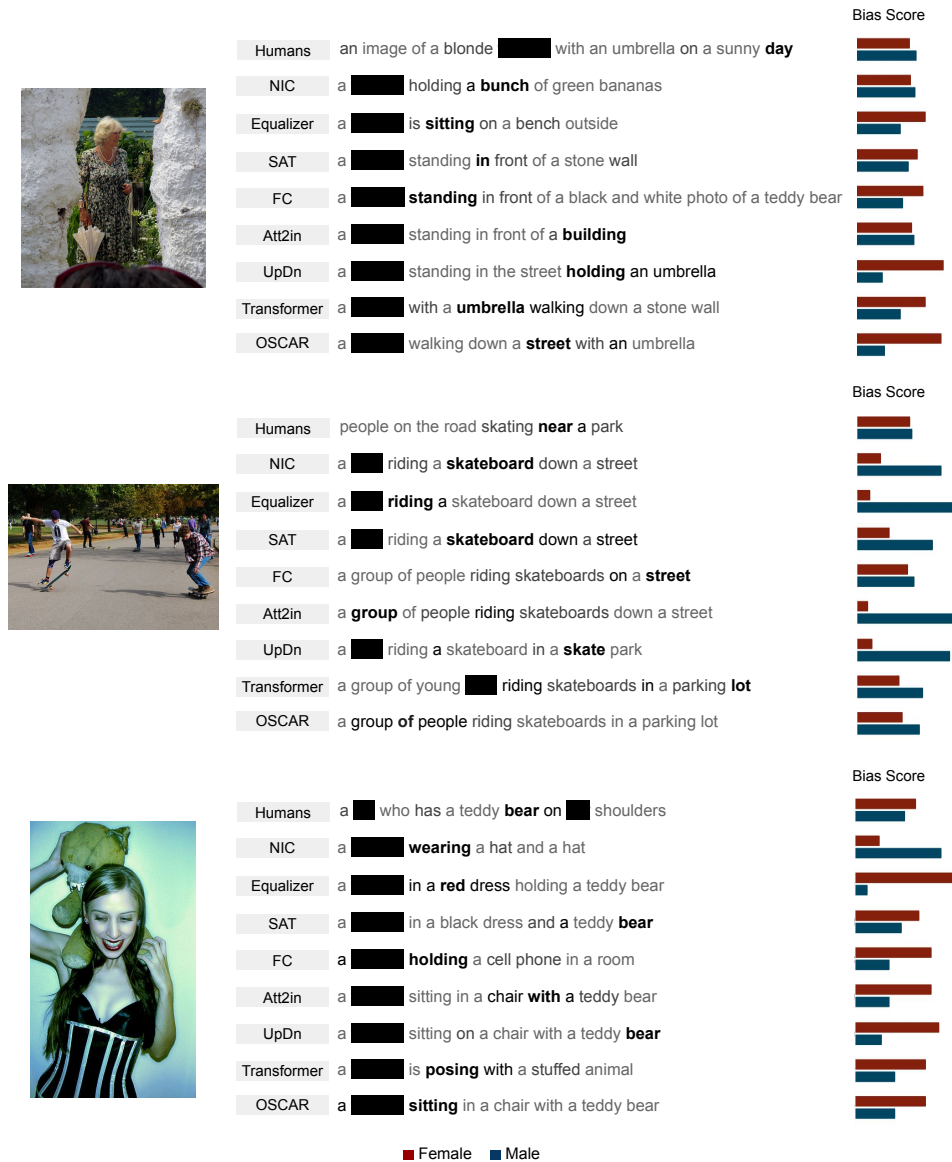 Bias Score
Humans an image of a blonde with an umbrella on a sunny day
NIC a holding a bunch of green bananas
Equalizer a is sitting on a bench outside
SAT a standing in front of a stone wall
FC a standing in front of a black and white photo of a teddy bear
Att2in a standing in front of a building
UpDn a standing in the street holding an umbrella
Transformer a with a umbrella walking down a stone wall
OSCAR a walking down a street with an umbrella
Bias Score
Humans people on the road skating near a park
NIC a riding a skateboard down a street
Equalizer a riding a skateboard down a street
SAT a riding a skateboard down a street
FC a group of people riding skateboards on a street
Att2in a group of people riding skateboards down a street
UpDn a riding a skateboard in a skate park
Transformer a group of young riding skateboards in a parking lot
OSCAR a group of people riding skateboards in a parking lot
Bias Score
Humans a who has a teddy bear on shoulders
NIC a wearing a hat and a hat
Equalizer a in a red dress holding a teddy bear
SAT a in a black dress and a teddy bear
FC a holding a cell phone in a room
Att2in a sitting in a chair with a teddy bear
UpDn a sitting on a chair with a teddy bear
Transformer a is posing with a stuffed animal
OSCAR a sitting in a chair with a teddy bear
Female Male